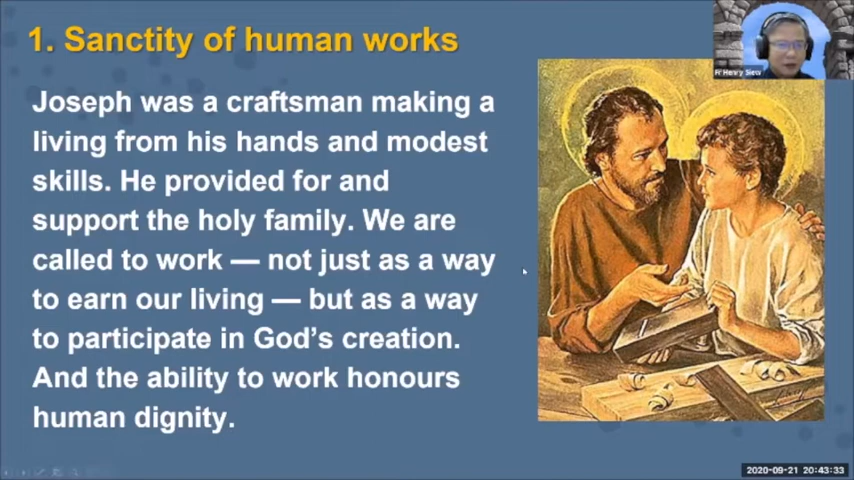 1. Sanctity of human works
Joseph was a craftsman making a
living from his hands and modest
skills. He provided for and
support the holy family. We are
called to work — not just as a way
to earn our living — but as a way
to participate in God's creation.
And the ability to work honours
human dignity.
Fr Henry Siew
2020-09-21 20:43:33